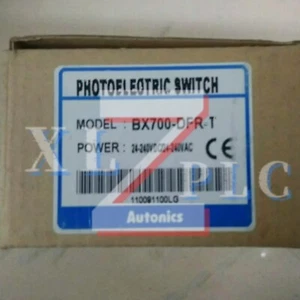 PHOTOELECTRIC SWITCH
MODEL : BX700-DFR-T
POWER : 24-240VDC/24-240VAC
CE
110091100LG
Autonics
XL Z PLC